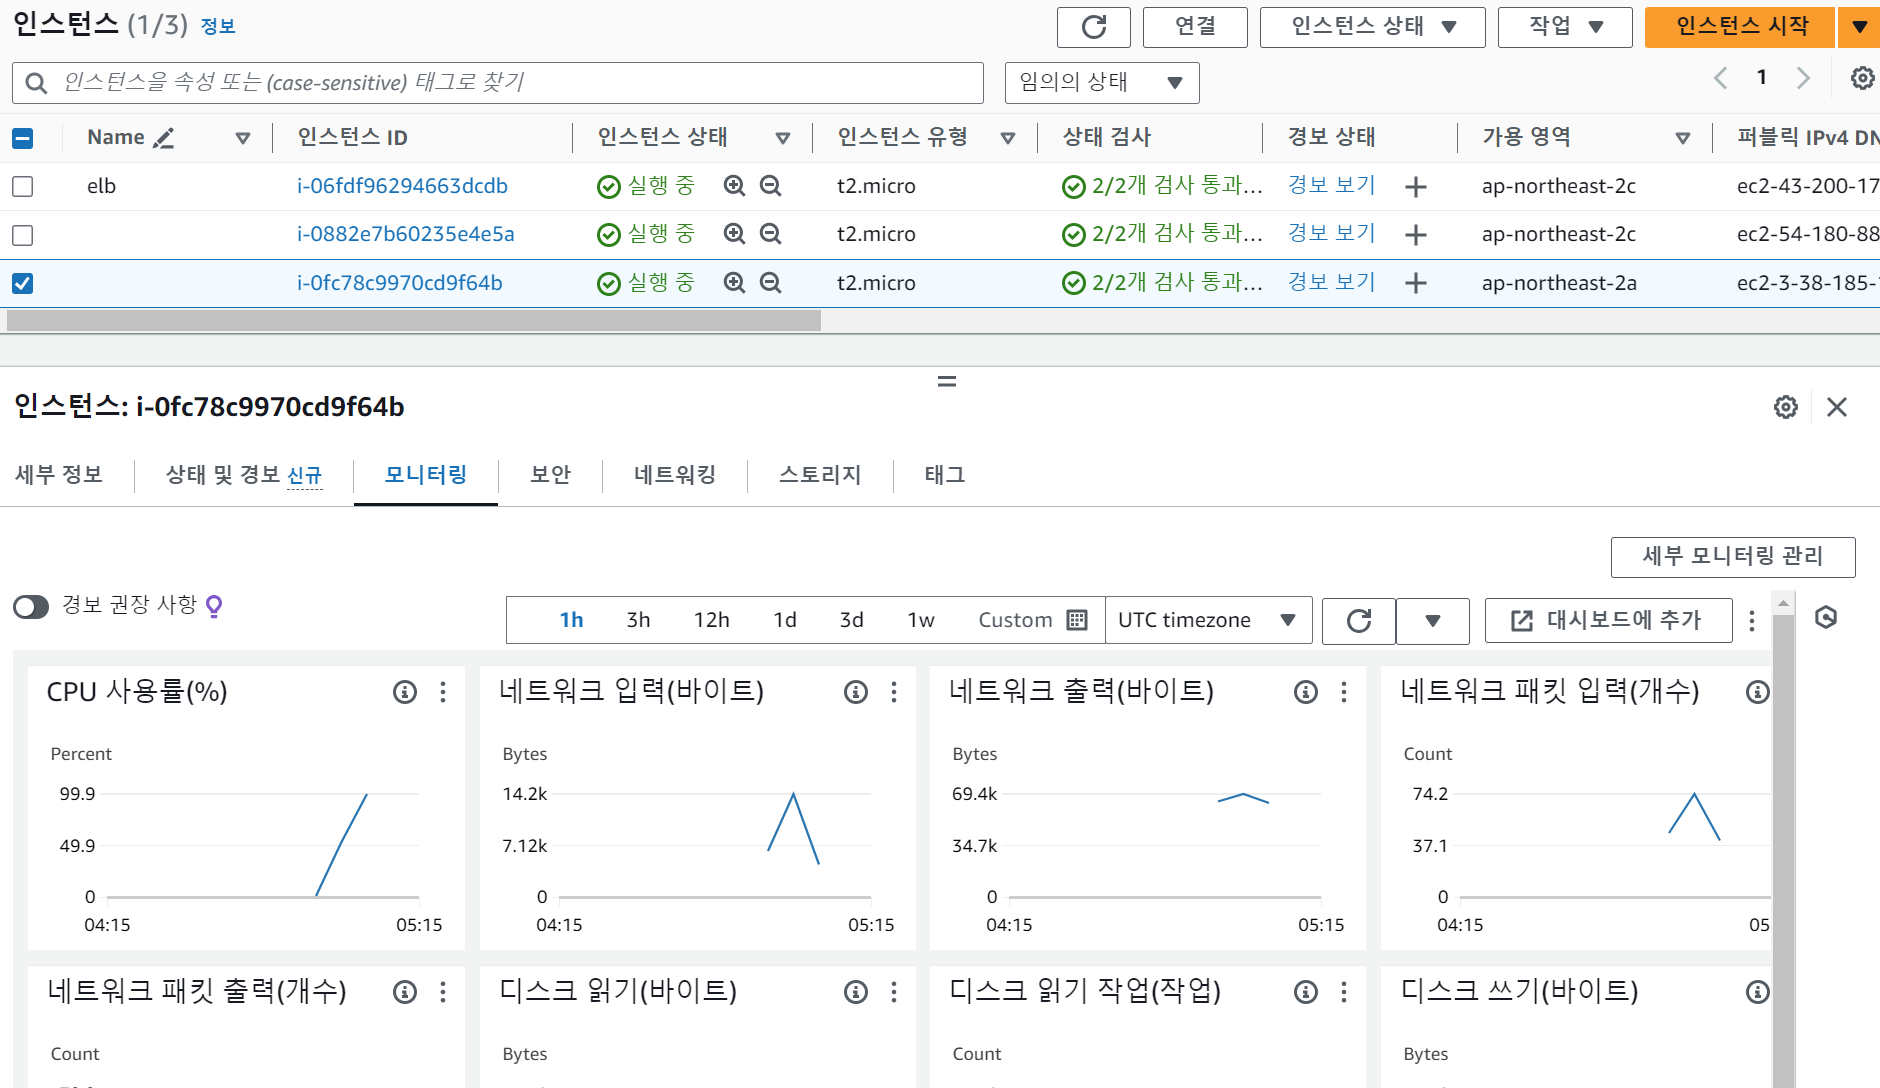 인스턴스 (1/3) 정보
연결
인스턴스 상태
작업
인스턴스 시작
인스턴스을 속성 또는 (case-sensitive) 태그로 찾기
임의의 상태
1
Name 인스턴스 ID 인스턴스 상태 인스턴스 유형 상태 검사 경보 상태 가용 영역 퍼블릭 IPv4 DN
elb i-06fdf96294663dcdb 실행 중 t2.micro 2/2개 검사 통과... 경보 보기 + ap-northeast-2c ec2-43-200-17
i-0882e7b60235e4e5a 실행 중 t2.micro 2/2개 검사 통과... 경보 보기 + ap-northeast-2c ec2-54-180-88
i-0fc78c9970cd9f64b 실행 중 t2.micro 2/2개 검사 통과... 경보 보기 + ap-northeast-2a ec2-3-38-185-
인스턴스: i-0fc78c9970cd9f64b
세부 정보 상태 및 경보 신규 모니터링 보안 네트워킹 스토리지 태그
세부 모니터링 관리
경보 권장 사항
1h 3h 12h 1d 3d 1w Custom UTC timezone 대시보드에 추가
CPU 사용률(%)
Percent
99.9
49.9
0
04:15 05:15
네트워크 입력(바이트)
Bytes
14.2k
7.12k
0
04:15 05:15
네트워크 출력(바이트)
Bytes
69.4k
34.7k
0
04:15 05:15
네트워크 패킷 입력(개수)
Count
74.2
37.1
0
04:15 05
네트워크 패킷 출력(개수)
Count
디스크 읽기(바이트)
Bytes
디스크 읽기 작업(작업)
Count
디스크 쓰기(바이트)
Bytes